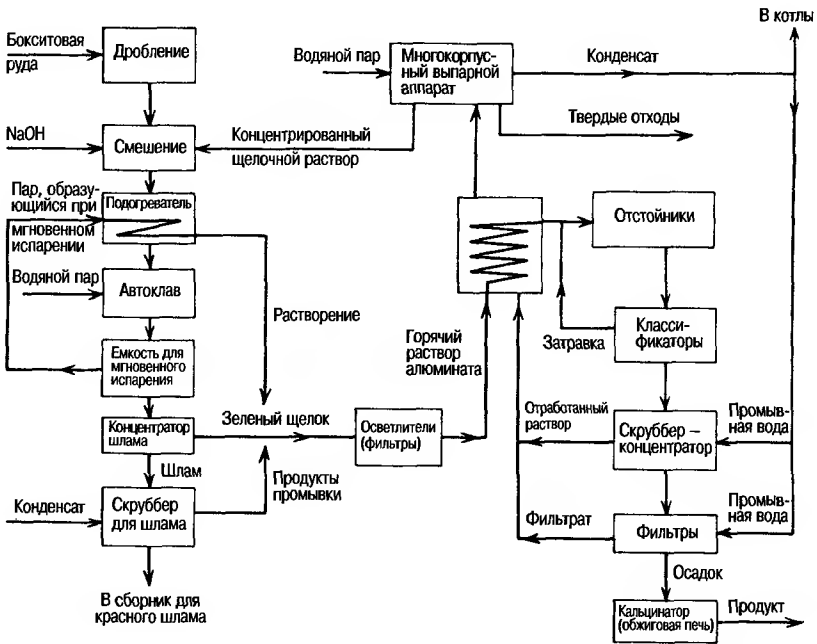 В котлы
Бокситовая
руда
Дробление
Водяной пар
Многокорпус-
ный выпарной
аппарат
Конденсат
Твердые отходы
NaOH
Смешение
Концентрированный
щелочной раствор
Пар, образу-
ющийся при
мгновенном
испарении
Подогреватель
Отстойники
Водяной пар
Автоклав
Растворение
Горячий
раствор
алюмината
Затравка
Класси-
фикаторы
Емкость для
мгновенного
испарения
Концентратор
шлама
Зеленый щелок
Осветлители
(фильтры)
Отработанный
раствор
Скруббер –
концентратор
Промыв-
ная вода
Шлам
Продукты
промывки
Конденсат
Скруббер
для шлама
Фильтрат
Фильтры
Промыв-
ная вода
Осадок
В сборник для
красного шлама
Кальцинатор
(обжиговая печь)
Продукт